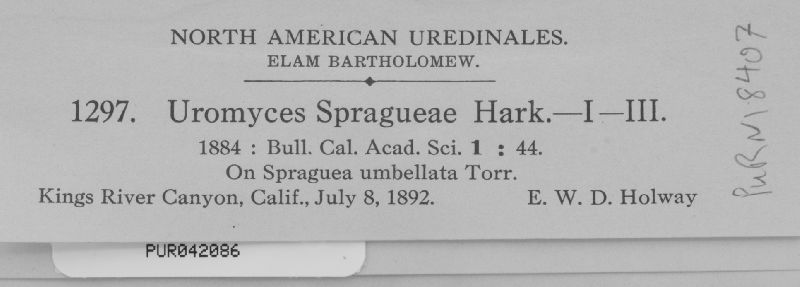 NORTH AMERICAN UREDINALES.
ELAM BARTHOLOMEW.
1297. Uromyces Spragueae Hark.—I—III.
1884 : Bull. Cal. Acad. Sci. 1 : 44.
On Spraguea umbellata Torr.
Kings River Canyon, Calif., July 8, 1892. E. W. D. Holway
PUR N18407
PUR042086